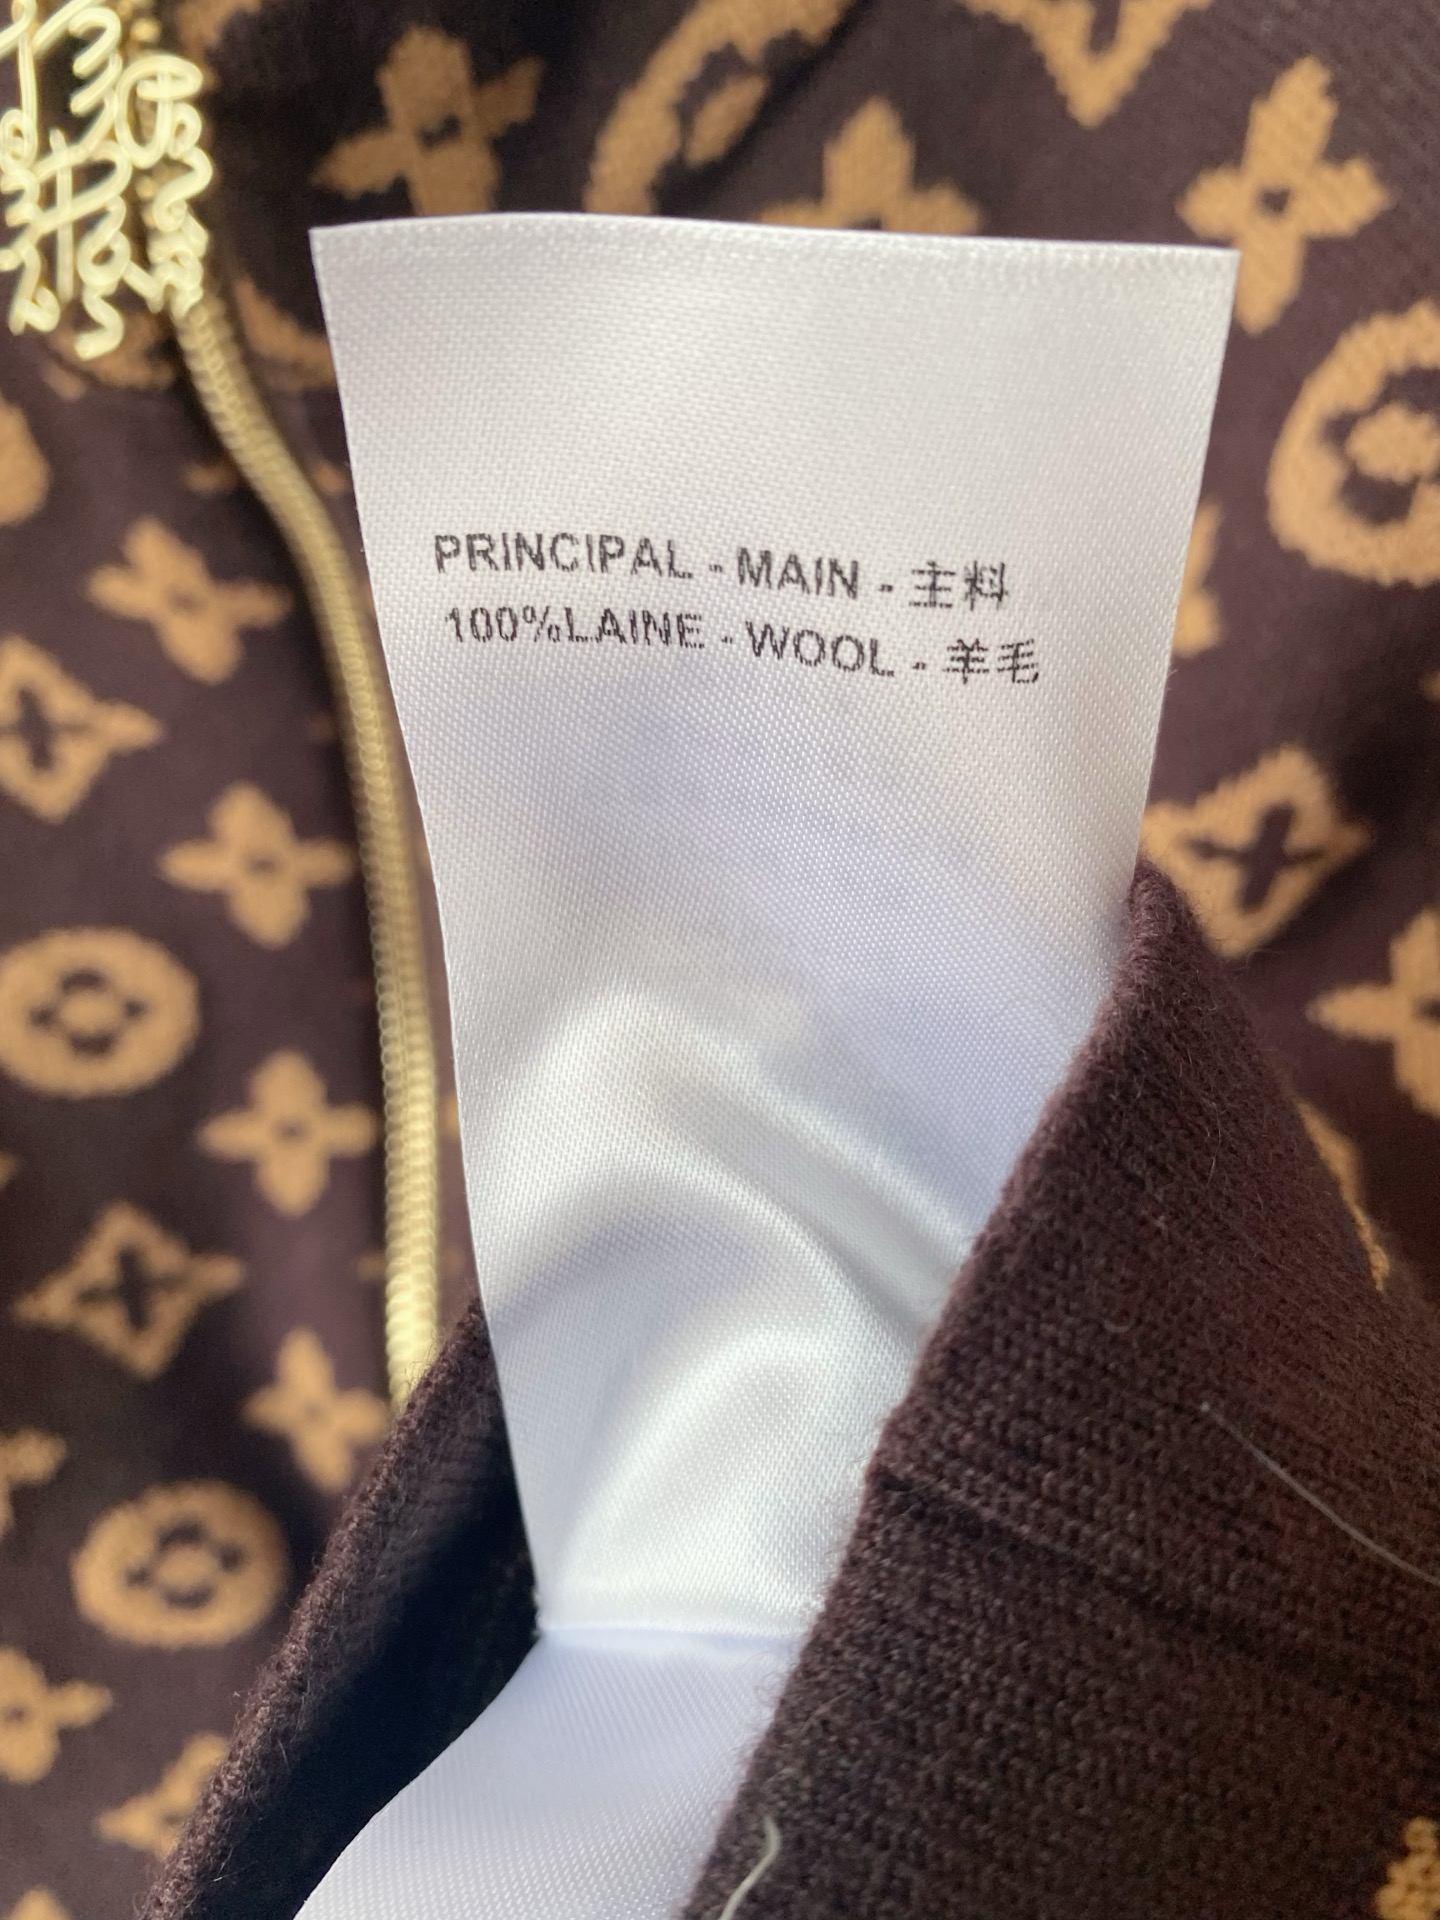 PRINCIPAL - MAIN - 主料
100%LAINE - WOOL - 羊毛